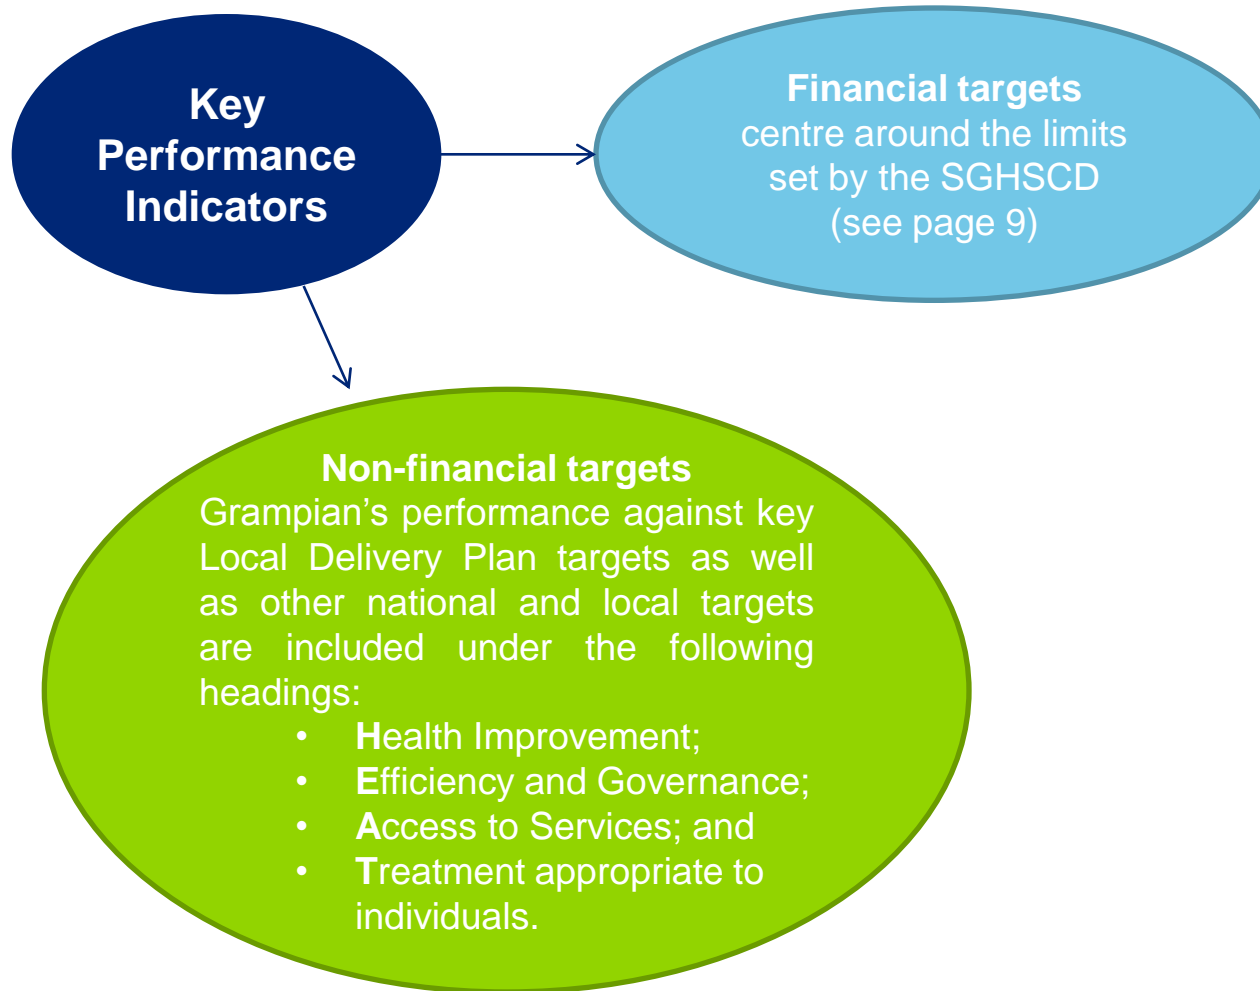 Key
Performance
Indicators
Financial targets
centre around the limits
set by the SGHSCD
(see page 9)
Non-financial targets
Grampian’s performance against key
Local Delivery Plan targets as well
as other national and local targets
are included under the following
headings:
• Health Improvement;
• Efficiency and Governance;
• Access to Services; and
• Treatment appropriate to
individuals.